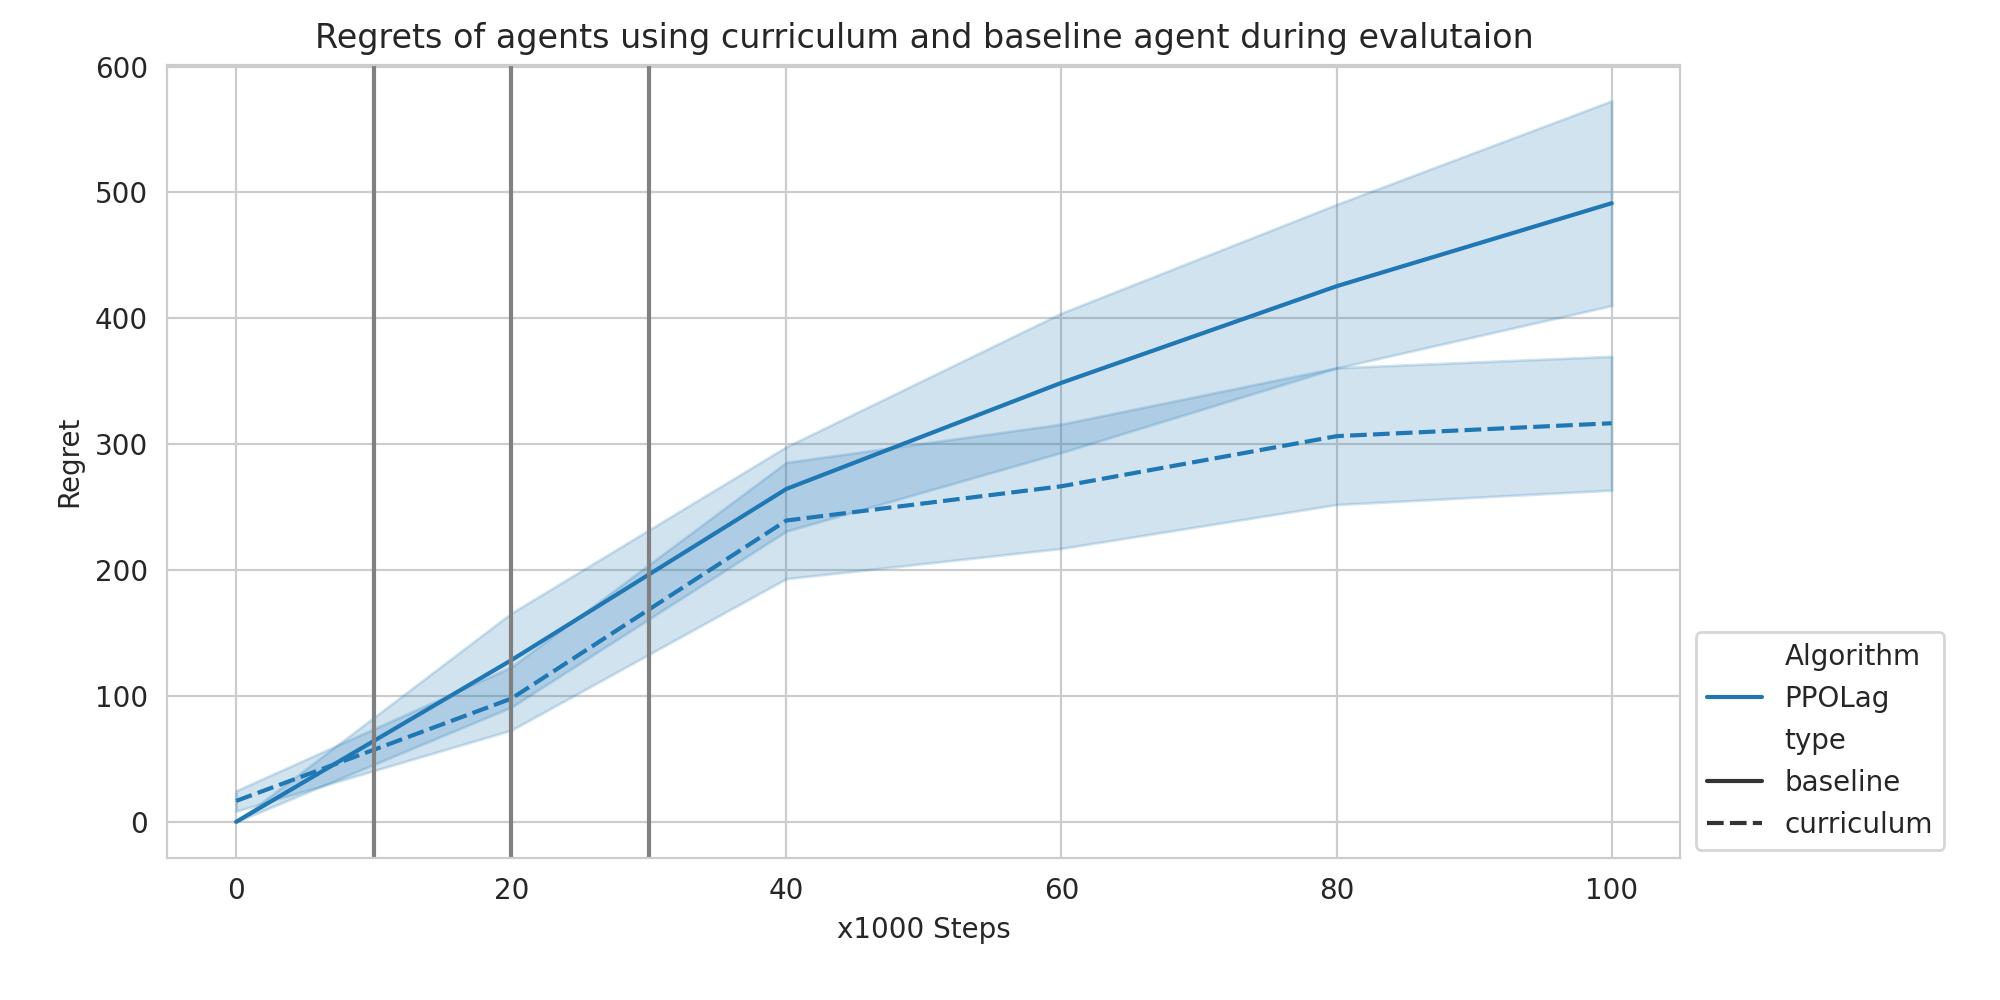 Regrets of agents using curriculum and baseline agent during evalutaion
600
500
400
300
200
100
0
Regret
0 20 40 60 80 100
x1000 Steps
Algorithm
PPOLag
type
baseline
curriculum